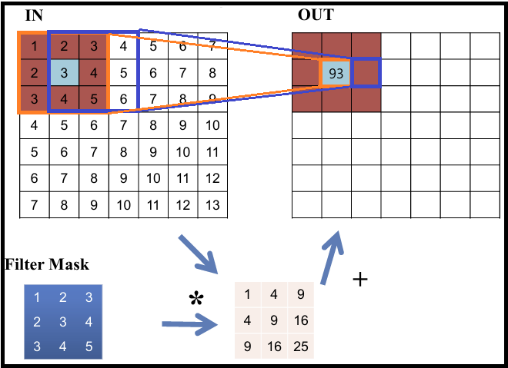 IN OUT
1 2 3 4 5 6 7
2 3 4 5 6 7 8 93
3 4 5 6 7 8 9
4 5 6 7 8 9 10
5 6 7 8 9 10 11
6 7 8 9 10 11 12
7 8 9 10 11 12 13
Filter Mask
+
*
1 2 3 1 4 9
2 3 4 4 9 16
3 4 5 9 16 25